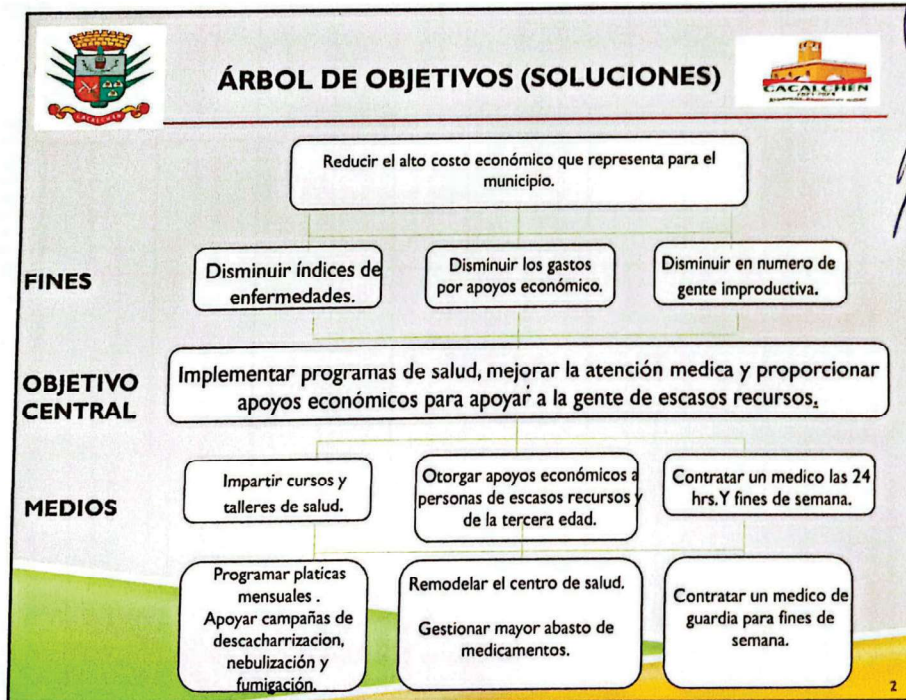 ÁRBOL DE OBJETIVOS (SOLUCIONES)
CACALCHEN
CACALCHEN
Reducir el alto costo económico que representa para el
municipio.
FINES
Disminuir índices de
enfermedades.
Disminuir los gastos
por apoyos económico.
Disminuir en numero de
gente improductiva.
OBJETIVO
CENTRAL
Implementar programas de salud, mejorar la atención medica y proporcionar
apoyos económicos para apoyar a la gente de escasos recursos.
MEDIOS
Impartir cursos y
talleres de salud.
Otorgar apoyos económicos a
personas de escasos recursos y
de la tercera edad.
Contratar un medico las 24
hrs. Y fines de semana.
Programar platicas
mensuales .
Apoyar campañas de
descacharrizacion,
nebulización y
fumigación.
Remodelar el centro de salud.
Gestionar mayor abasto de
medicamentos.
Contratar un medico de
guardia para fines de
semana.
2